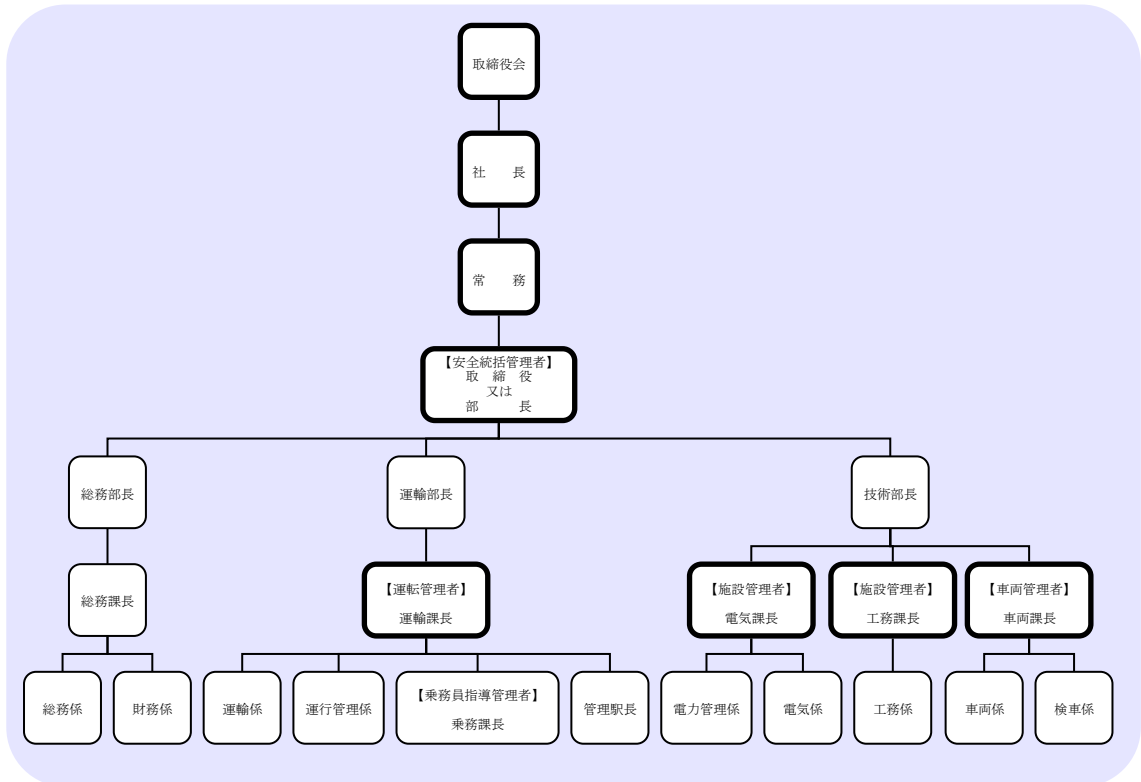 取締役会
社　　長
常　　務
【安全統括管理者】
取　締　役
又は
部　　　長
総務部長
運輸部長
技術部長
総務課長
【運転管理者】
運輸課長
【施設管理者】
電気課長
【施設管理者】
工務課長
【車両管理者】
車両課長
総務係
財務係
運輸係
運行管理係
【乗務員指導管理者】
乗務課長
管理駅長
電力管理係
電気係
工務係
車両係
検車係